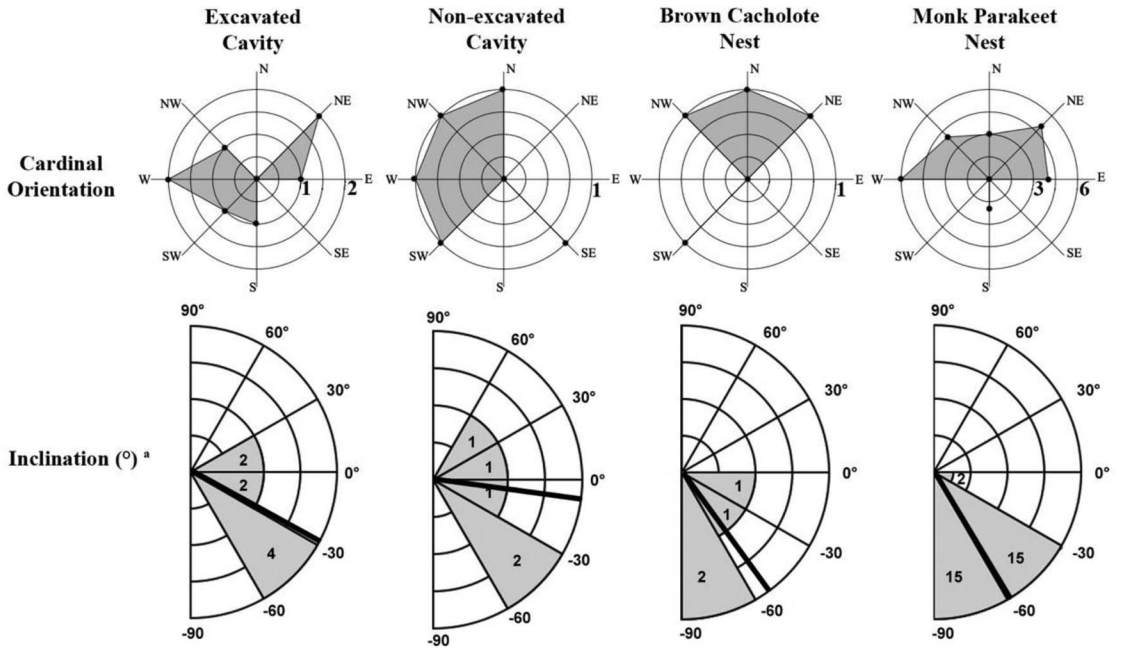 Excavated
Cavity
Non-excavated
Cavity
Brown Cacholote
Nest
Monk Parakeet
Nest
Cardinal
Orientation
N
NE
E
SE
S
SW
W
NW
1
2
N
NE
E
SE
S
SW
W
NW
1
N
NE
E
SE
S
SW
W
NW
1
N
NE
E
SE
S
SW
W
NW
3
6
Inclination (°) ª
90°
60°
30°
0°
-30
-60
-90
2
2
4
90°
60°
30°
0°
-30
-60
-90
1
1
1
2
90°
60°
30°
0°
-30
-60
-90
1
1
2
90°
60°
30°
0°
-30
-60
-90
2
15
15